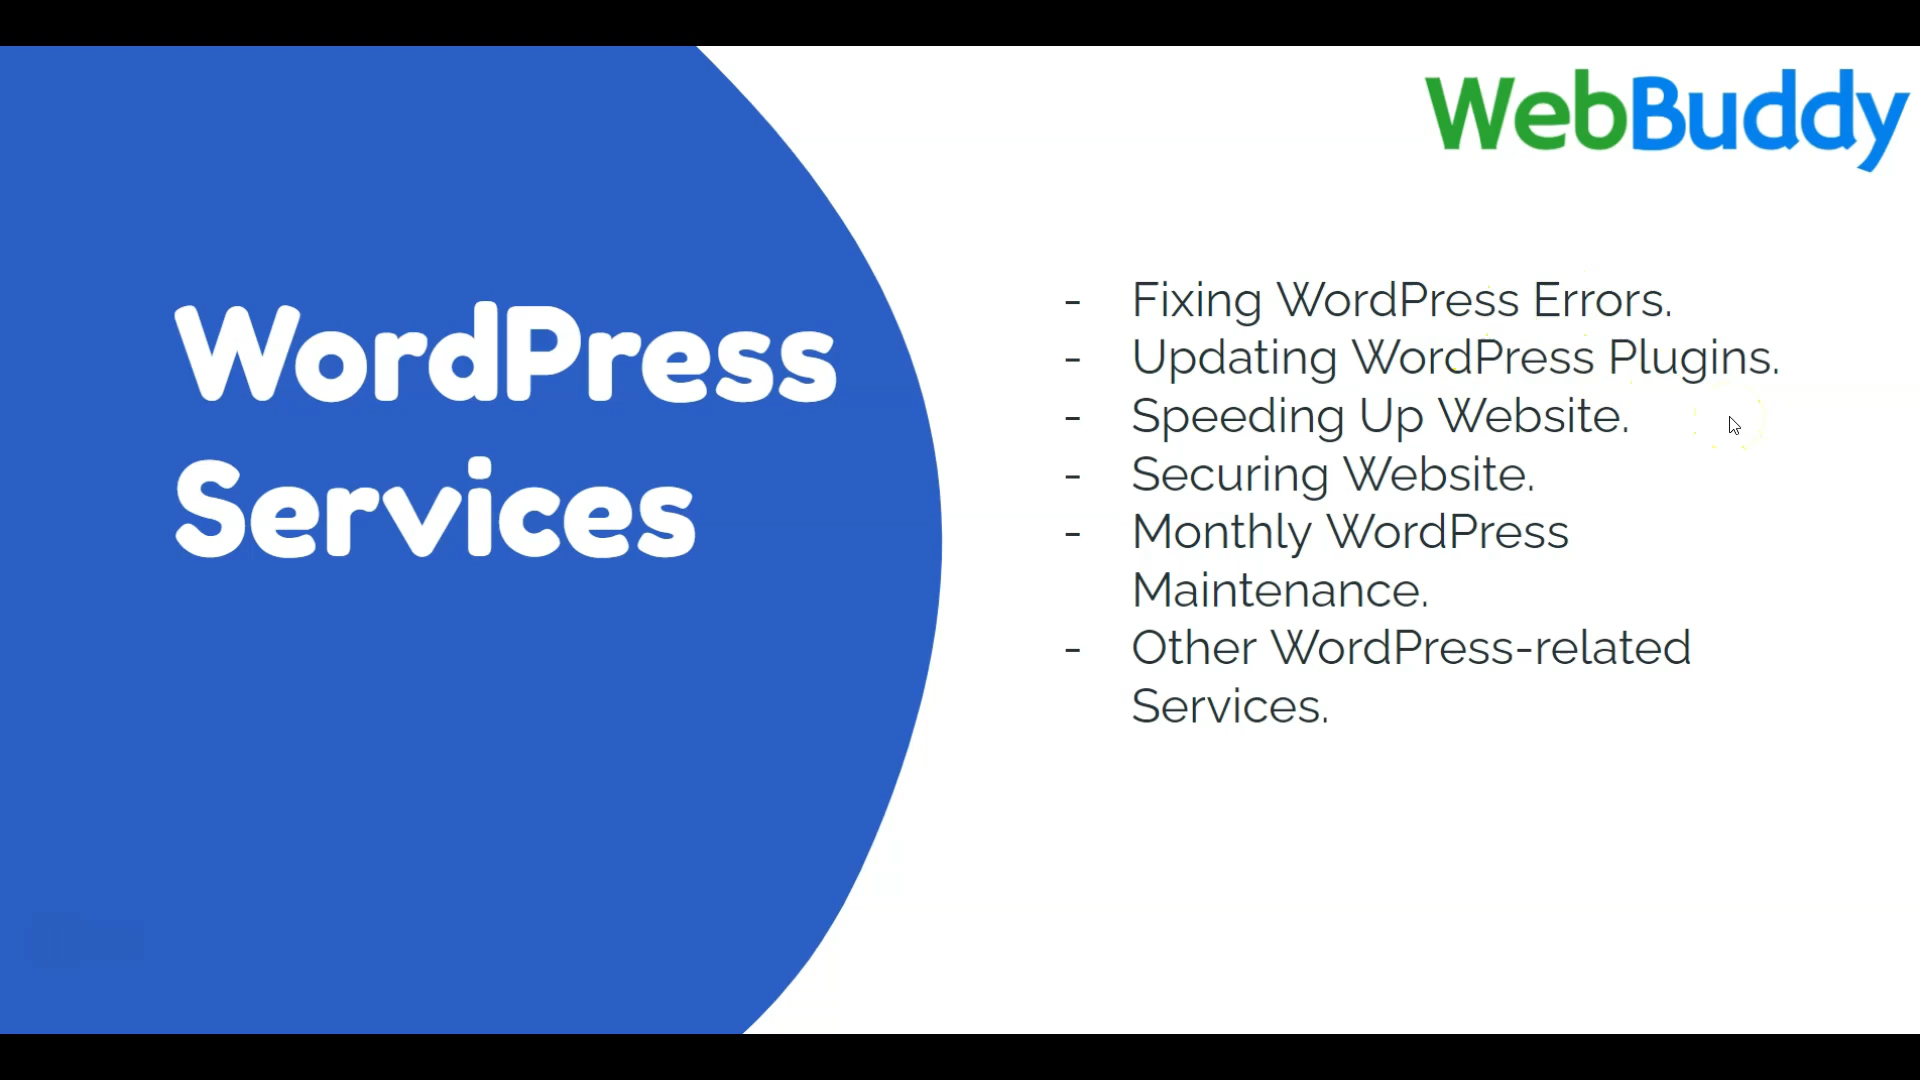 WebBuddy
WordPress
Services
- Fixing WordPress Errors.
- Updating WordPress Plugins.
- Speeding Up Website.
- Securing Website.
- Monthly WordPress
Maintenance.
- Other WordPress-related
Services.